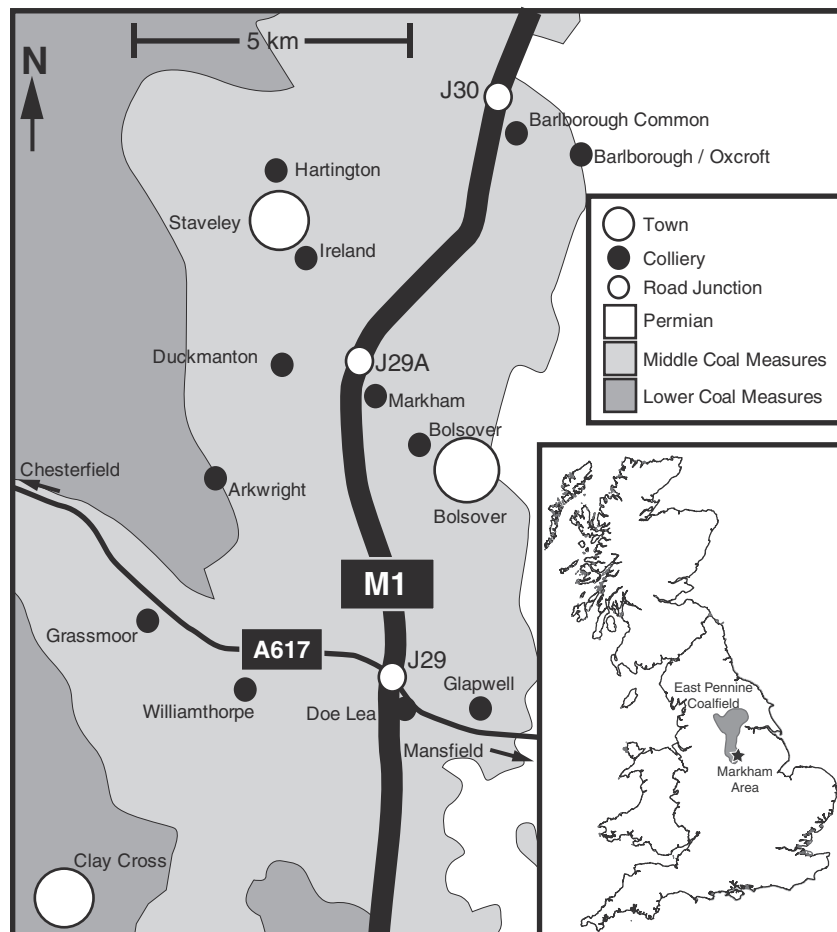 5 km
N
J30
Barlborough Common
Barlborough / Oxcroft
Hartington
Staveley
Ireland
Town
Colliery
Road Junction
Permian
Middle Coal Measures
Lower Coal Measures
Duckmanton
J29A
Markham
Bolsover
Chesterfield
Arkwright
Bolsover
M1
Grassmoor
A617
J29
Williamthorpe
Doe Lea
Glapwell
Mansfield
Clay Cross
East Pennine
Coalfield
Markham
Area